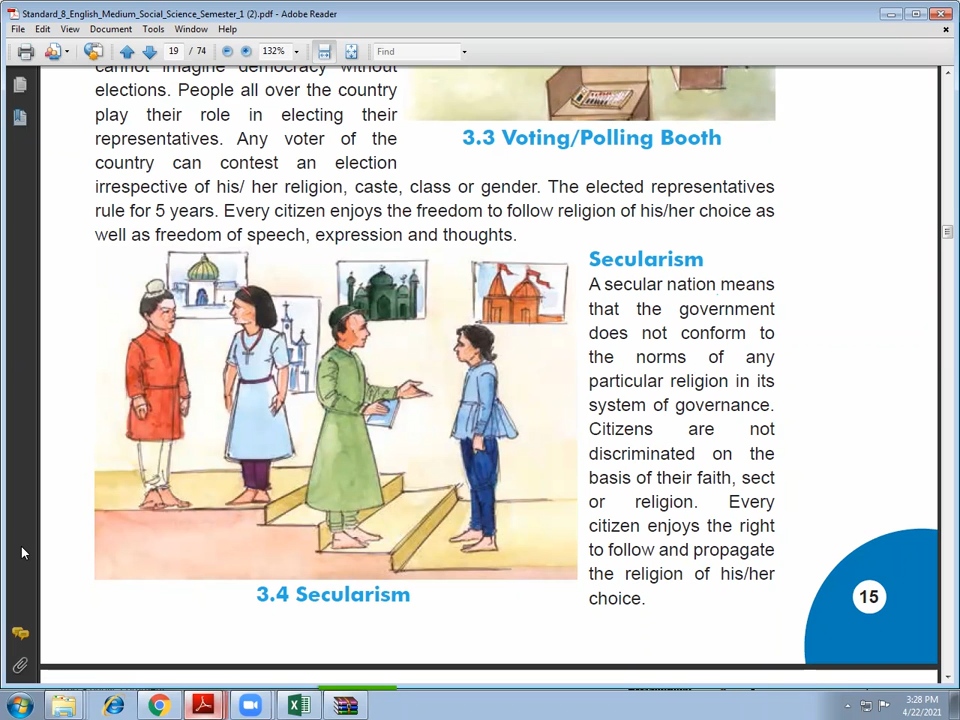 Standard_8_English_Medium_Social_Science_Semester_1 (2).pdf - Adobe Reader
File Edit View Document Tools Window Help
19 / 74 132% Find
cannot imagine democracy without
elections. People all over the country
play their role in electing their
representatives. Any voter of the
country can contest an election
3.3 Voting/Polling Booth
irrespective of his/ her religion, caste, class or gender. The elected representatives
rule for 5 years. Every citizen enjoys the freedom to follow religion of his/her choice as
well as freedom of speech, expression and thoughts.
Secularism
A secular nation means
that the government
does not conform to
the norms of any
particular religion in its
system of governance.
Citizens are not
discriminated on the
basis of their faith, sect
or religion. Every
citizen enjoys the right
to follow and propagate
the religion of his/her
choice.
3.4 Secularism
15
3:28 PM
4/22/2021